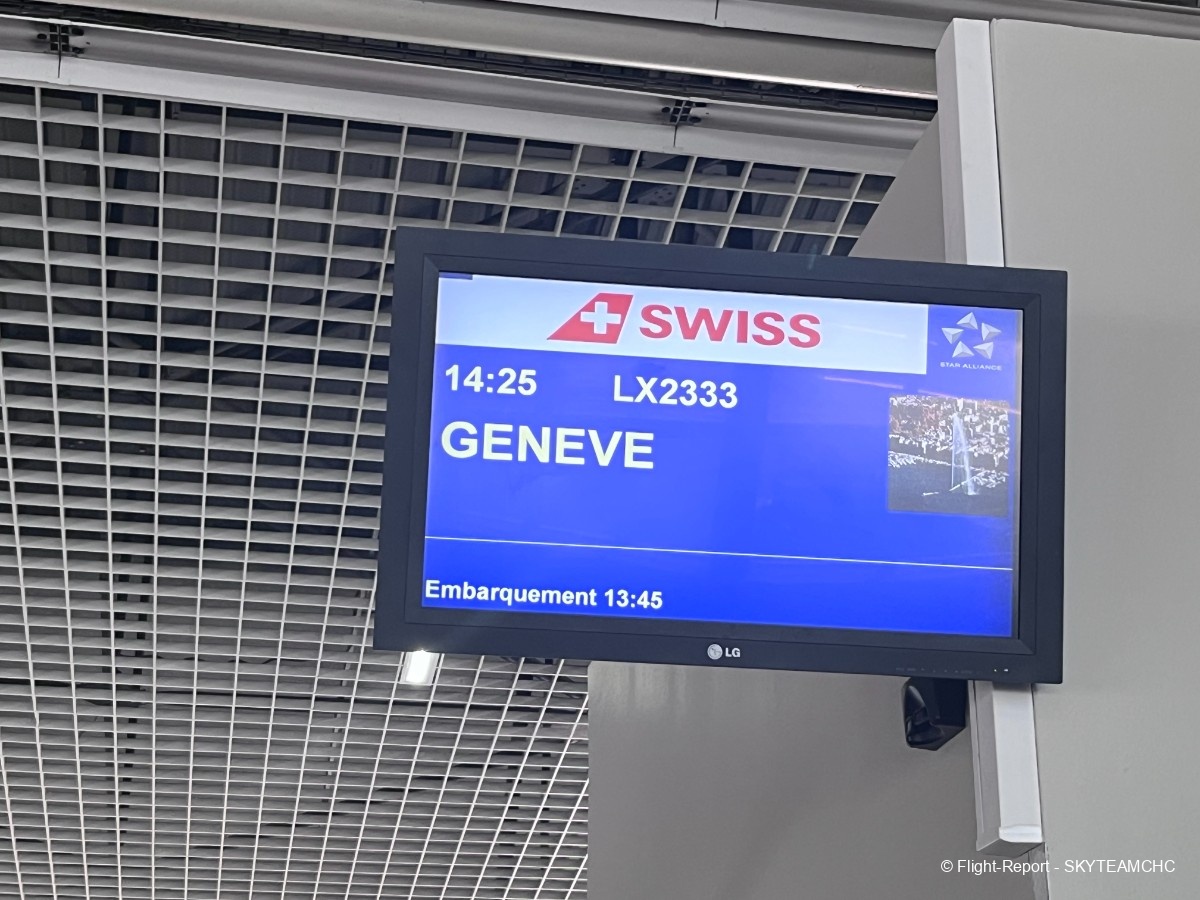 SWISS
STAR ALLIANCE
14:25 LX2333
GENEVE
Embarquement 13:45
LG
© Flight-Report - SKYTEAMCHC